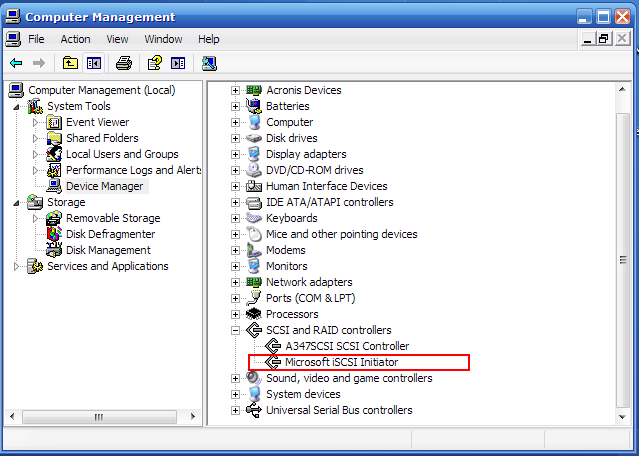 Computer Management
File Action View Window Help
Computer Management (Local)
System Tools
Event Viewer
Shared Folders
Local Users and Groups
Performance Logs and Alerts
Device Manager
Storage
Removable Storage
Disk Defragmenter
Disk Management
Services and Applications
Acronis Devices
Batteries
Computer
Disk drives
Display adapters
DVD/CD-ROM drives
Human Interface Devices
IDE ATA/ATAPI controllers
Keyboards
Mice and other pointing devices
Modems
Monitors
Network adapters
Ports (COM & LPT)
Processors
SCSI and RAID controllers
A347SCSI SCSI Controller
Microsoft iSCSI Initiator
Sound, video and game controllers
System devices
Universal Serial Bus controllers